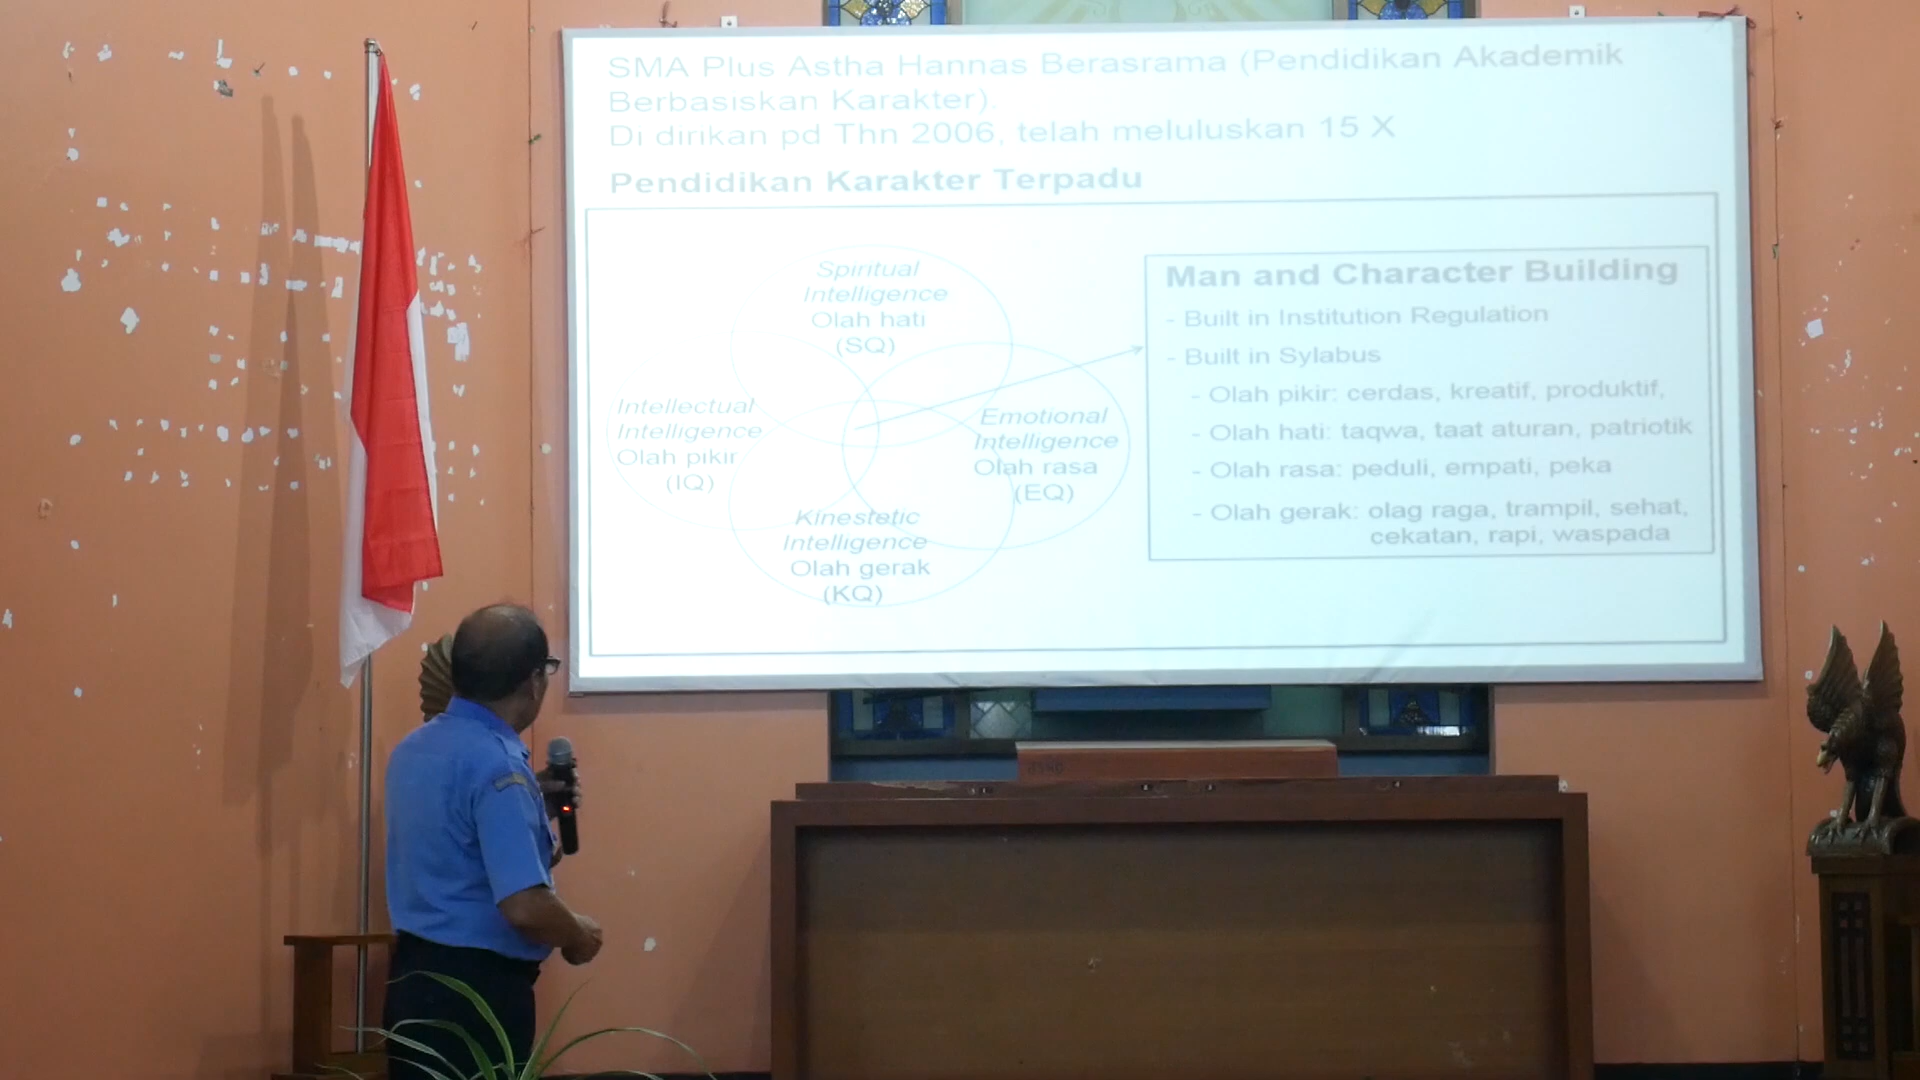 SMA Plus Astha Hannas Berasrama (Pendidikan Akademik
Berbasiskan Karakter).
Di dirikan pd Thn 2006, telah meluluskan 15 X
Pendidikan Karakter Terpadu
Spiritual
Intelligence
Olah hati
(SQ)
Intellectual
Intelligence
Olah pikir
(IQ)
Emotional
Intelligence
Olah rasa
(EQ)
Kinestetic
Intelligence
Olah gerak
(KQ)
Man and Character Building
- Built in Institution Regulation
- Built in Sylabus
- Olah pikir: cerdas, kreatif, produktif,
- Olah hati: taqwa, taat aturan, patriotik
- Olah rasa: peduli, empati, peka
- Olah gerak: olag raga, trampil, sehat,
cekatan, rapi, waspada